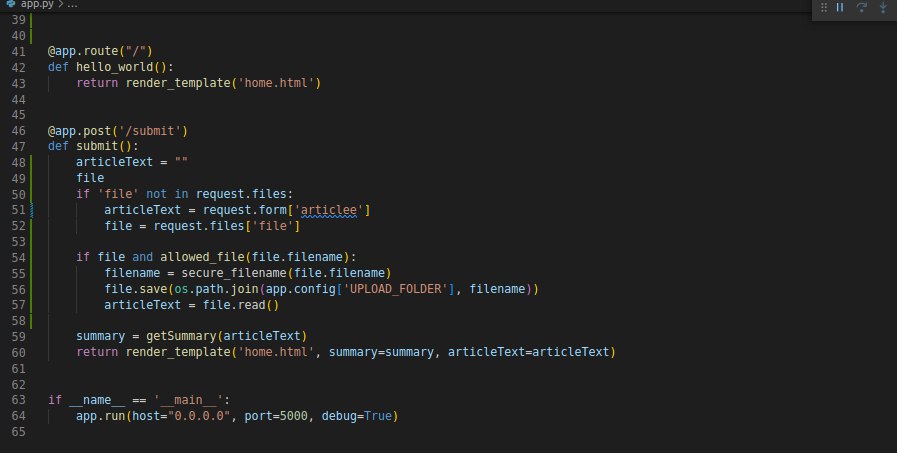 app.py > ...
39
40
41 @app.route("/")
42 def hello_world():
43     return render_template('home.html')
44
45
46 @app.post('/submit')
47 def submit():
48     articleText = ""
49     file
50     if 'file' not in request.files:
51         articleText = request.form['articlee']
52         file = request.files['file']
53
54     if file and allowed_file(file.filename):
55         filename = secure_filename(file.filename)
56         file.save(os.path.join(app.config['UPLOAD_FOLDER'], filename))
57         articleText = file.read()
58
59     summary = getSummary(articleText)
60     return render_template('home.html', summary=summary, articleText=articleText)
61
62
63 if __name__ == '__main__':
64     app.run(host="0.0.0.0", port=5000, debug=True)
65